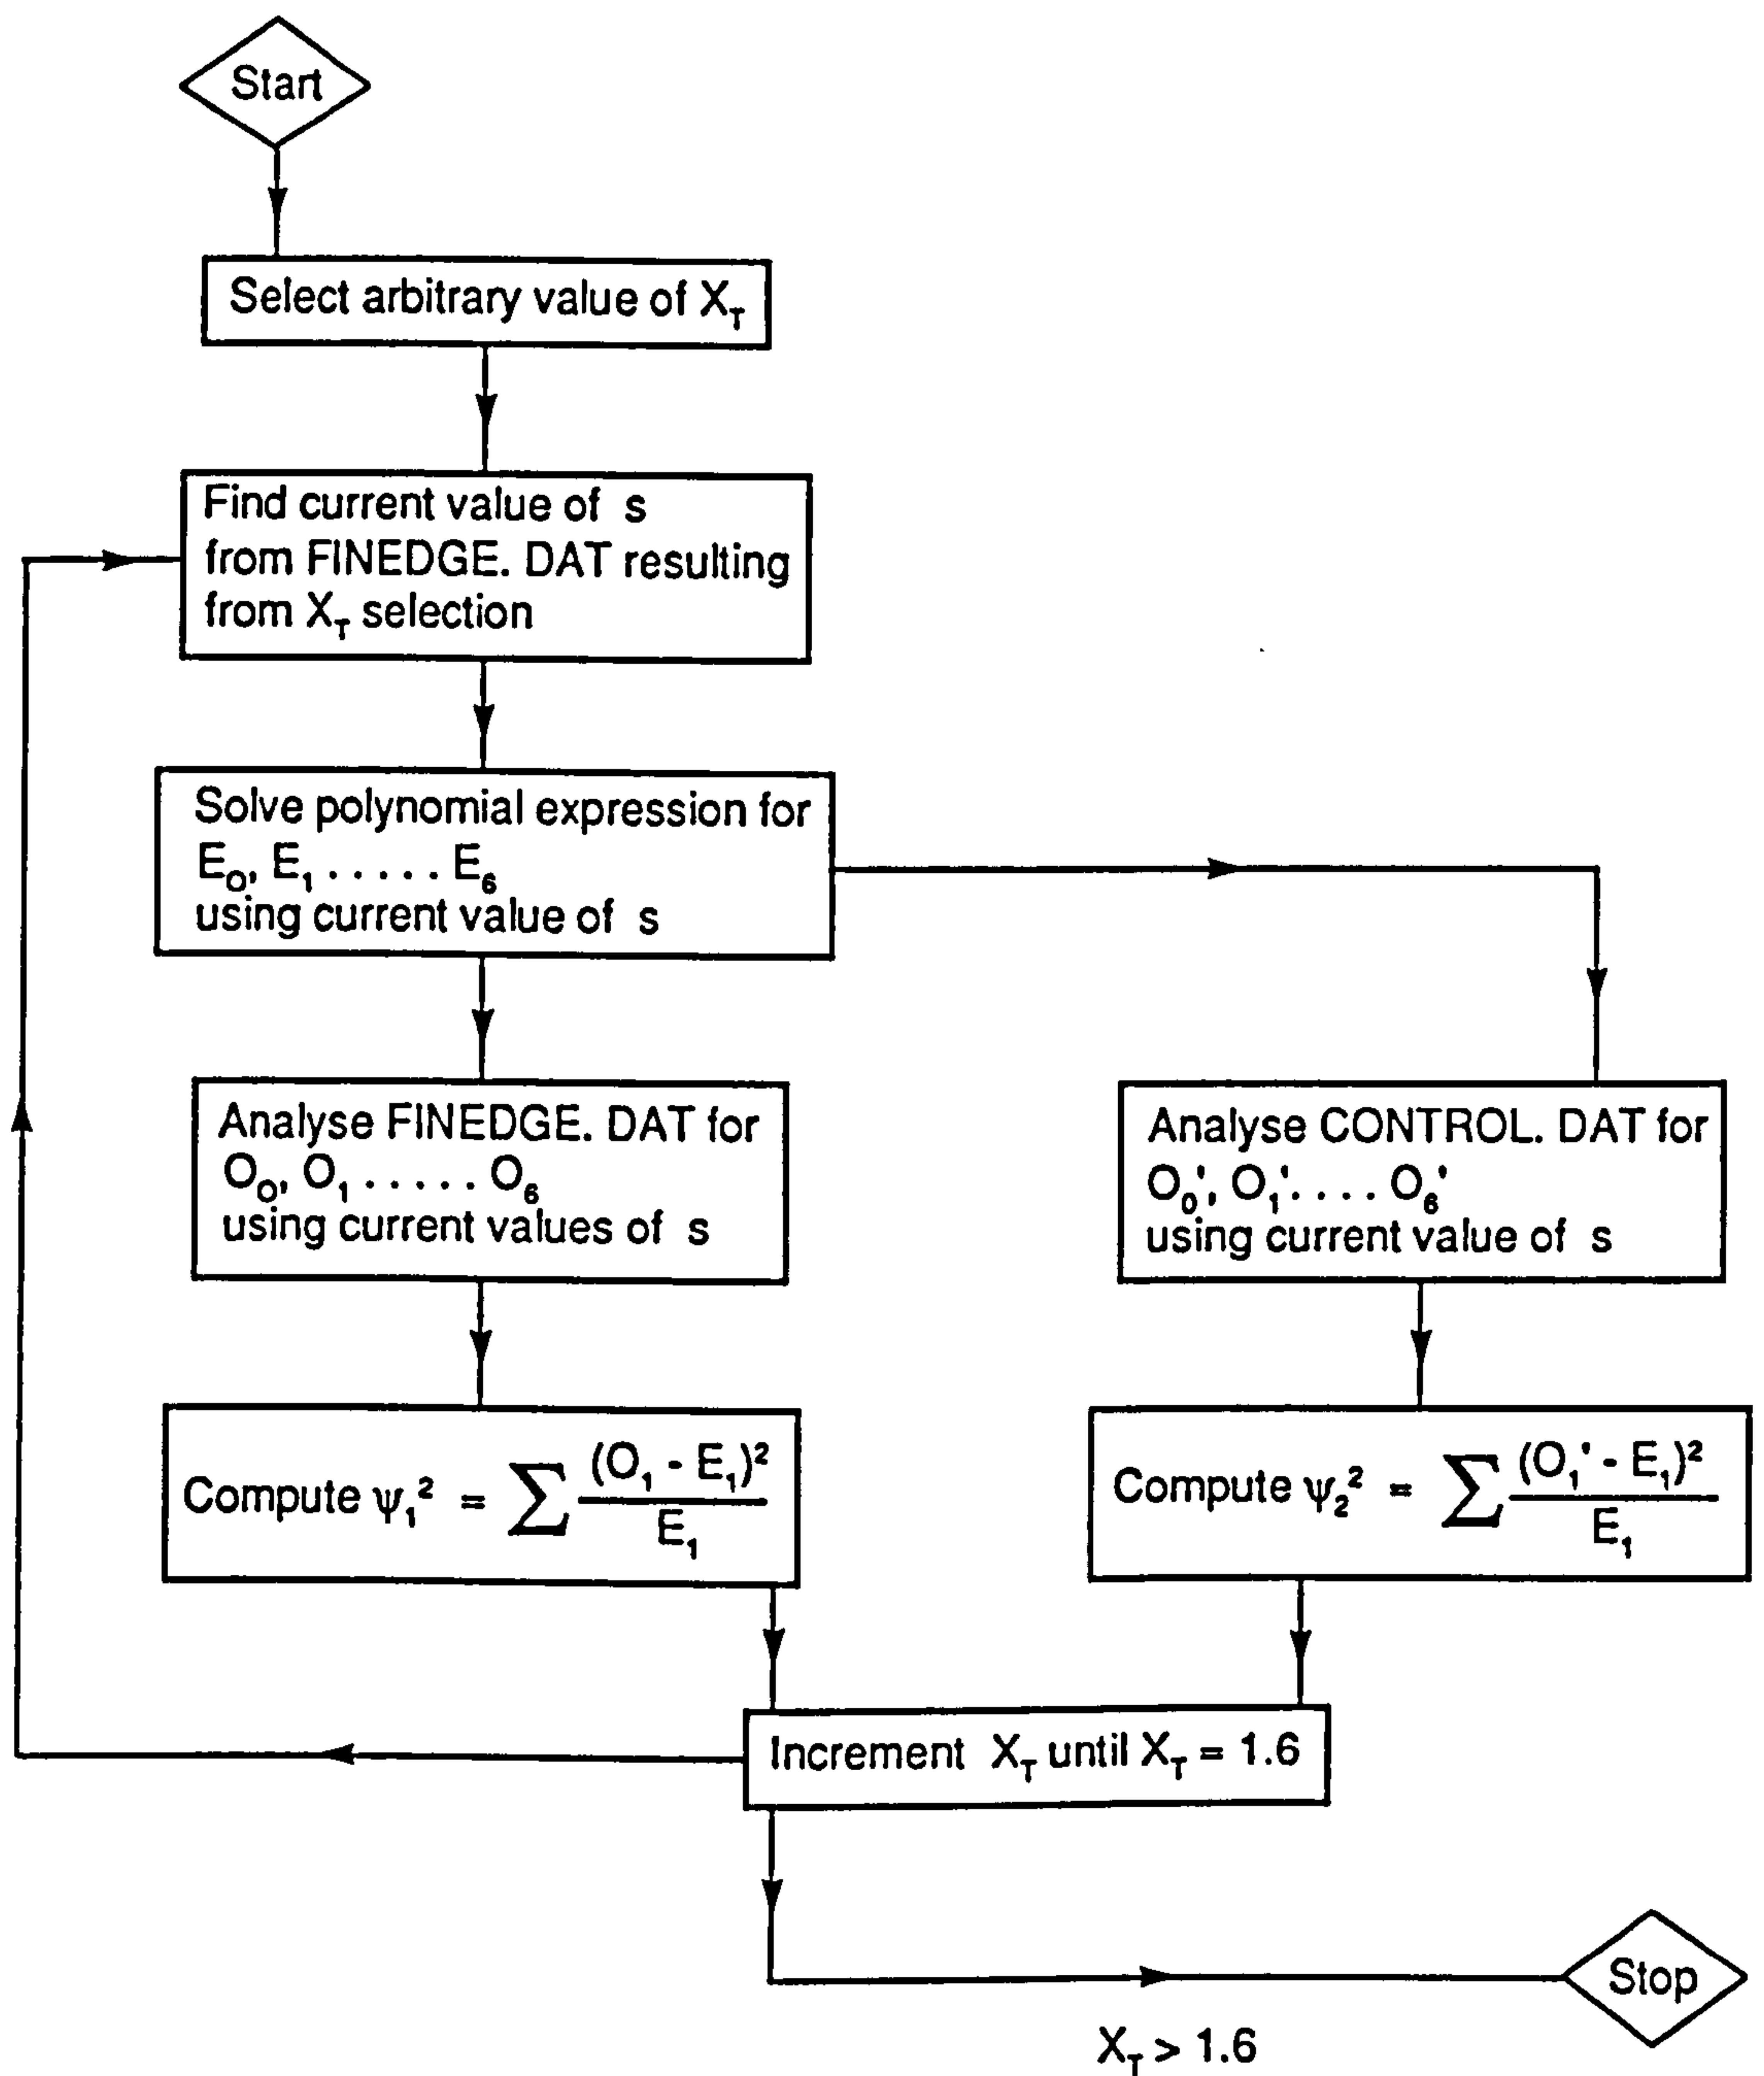 Start
Select arbitrary value of X_T
Find current value of s
from FINEDGE. DAT resulting
from X_T selection
Solve polynomial expression for
E_O, E_1 . . . . . E_6
using current value of s
Analyse FINEDGE. DAT for
O_O, O_1 . . . . . O_6
using current values of s
Analyse CONTROL. DAT for
O_0', O_1' . . . . O_6'
using current value of s
Compute ψ_1² = ∑ (O_1 - E_1)² / E_1
Compute ψ_2² = ∑ (O_1' - E_1)² / E_1
Increment X_T until X_T = 1.6
Stop
X_T > 1.6